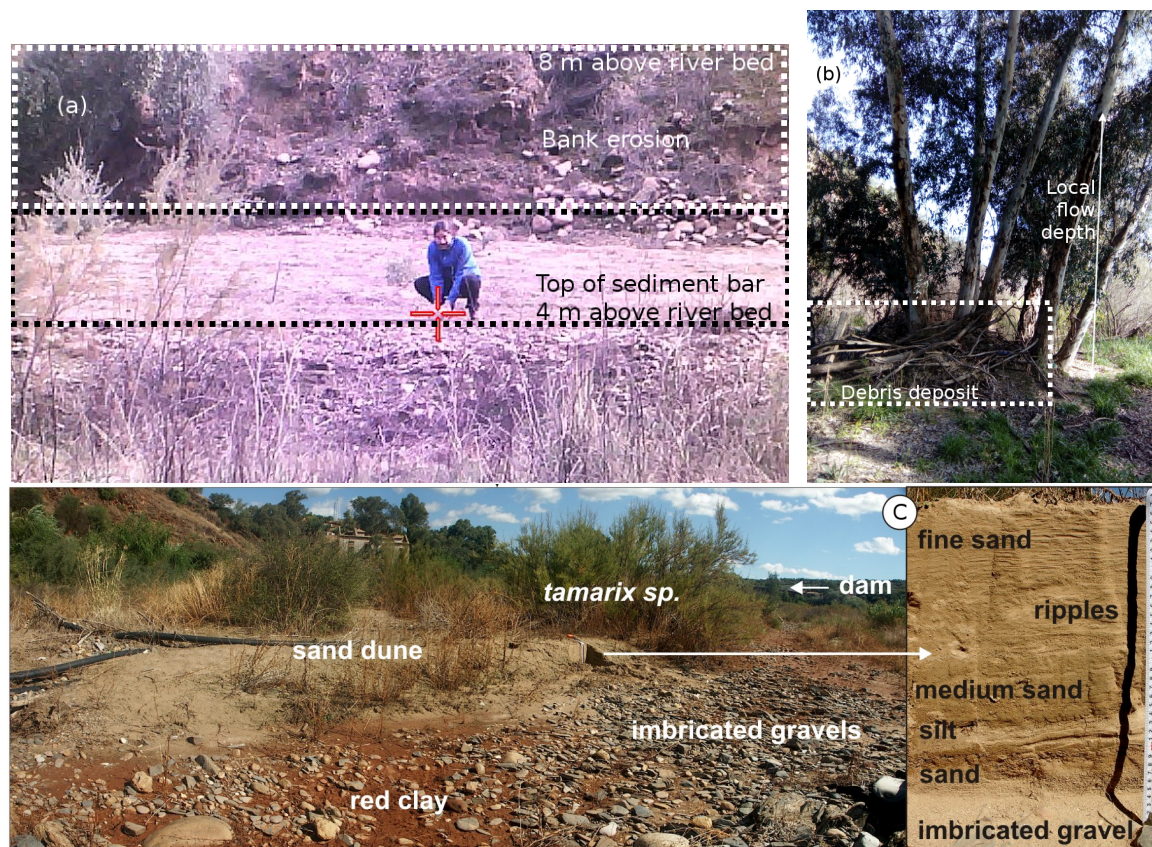 (a)
8 m above river bed
Bank erosion
Top of sediment bar
4 m above river bed
(b)
Local
flow
depth
Debris deposit
C
tamarix sp.
dam
sand dune
imbricated gravels
red clay
fine sand
ripples
medium sand
silt
sand
imbricated gravel